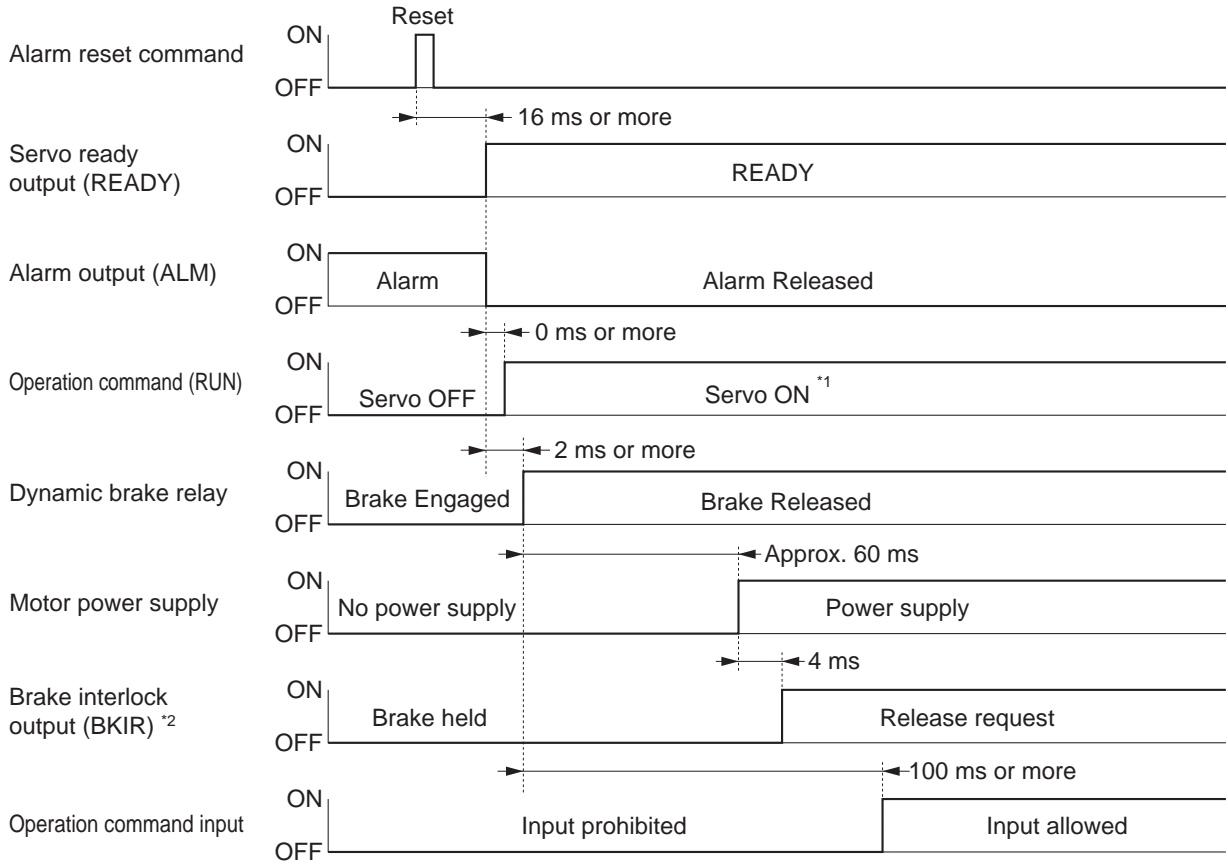 Reset
ON
Alarm reset command
OFF
16 ms or more
ON
Servo ready
output (READY)
READY
OFF
ON
Alarm output (ALM)
Alarm
Alarm Released
OFF
0 ms or more
ON
Operation command (RUN)
Servo OFF
Servo ON *1
OFF
2 ms or more
ON
Dynamic brake relay
Brake Engaged
Brake Released
OFF
Approx. 60 ms
ON
Motor power supply
No power supply
Power supply
OFF
4 ms
ON
Brake interlock
output (BKIR) *2
Brake held
Release request
OFF
100 ms or more
ON
Operation command input
Input prohibited
Input allowed
OFF